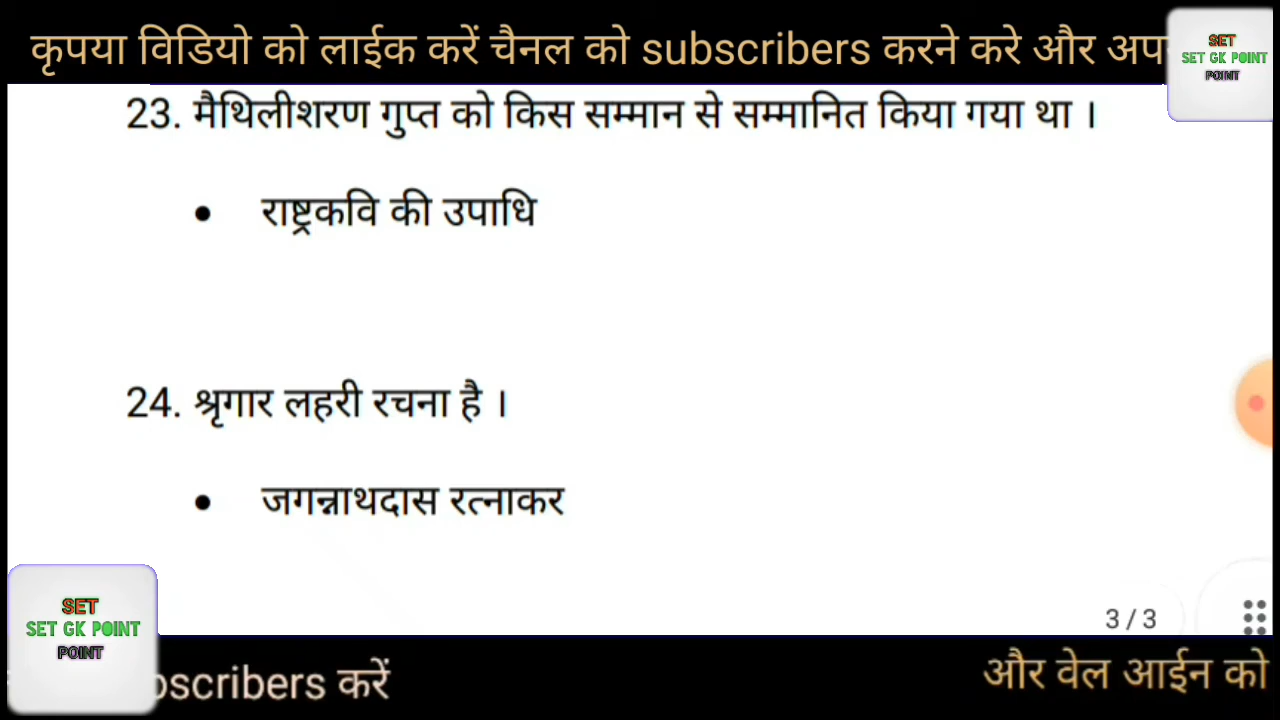 कृपया विडियो को लाईक करें चैनल को subscribers करने करे और अप
SET
SET GK POINT
POINT
23. मैथिलीशरण गुप्त को किस सम्मान से सम्मानित किया गया था ।
• राष्ट्रकवि की उपाधि
24. श्रृगार लहरी रचना है ।
• जगन्नाथदास रत्नाकर
3 / 3
SET
SET GK POINT
POINT
bscribers करें
और वेल आईन को